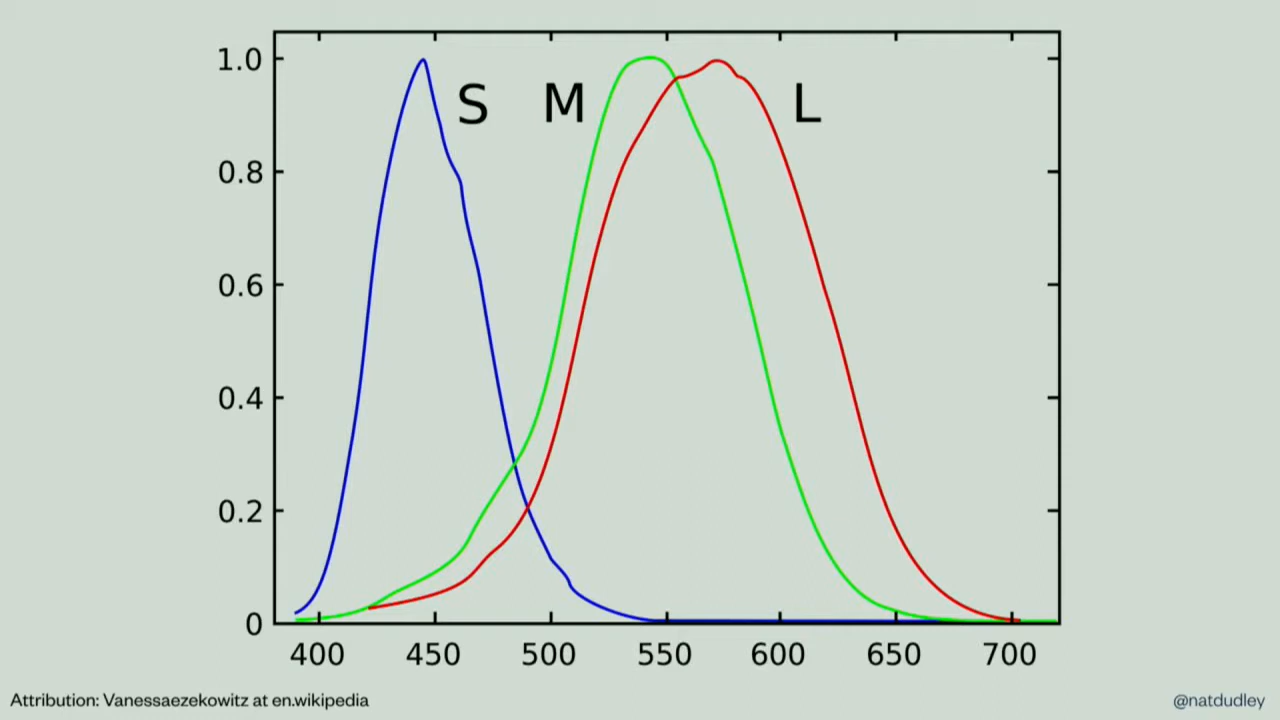 1.0
0.8
0.6
0.4
0.2
0
S M L
400 450 500 550 600 650 700
Attribution: Vanessaezekowitz at en.wikipedia
@natdudley